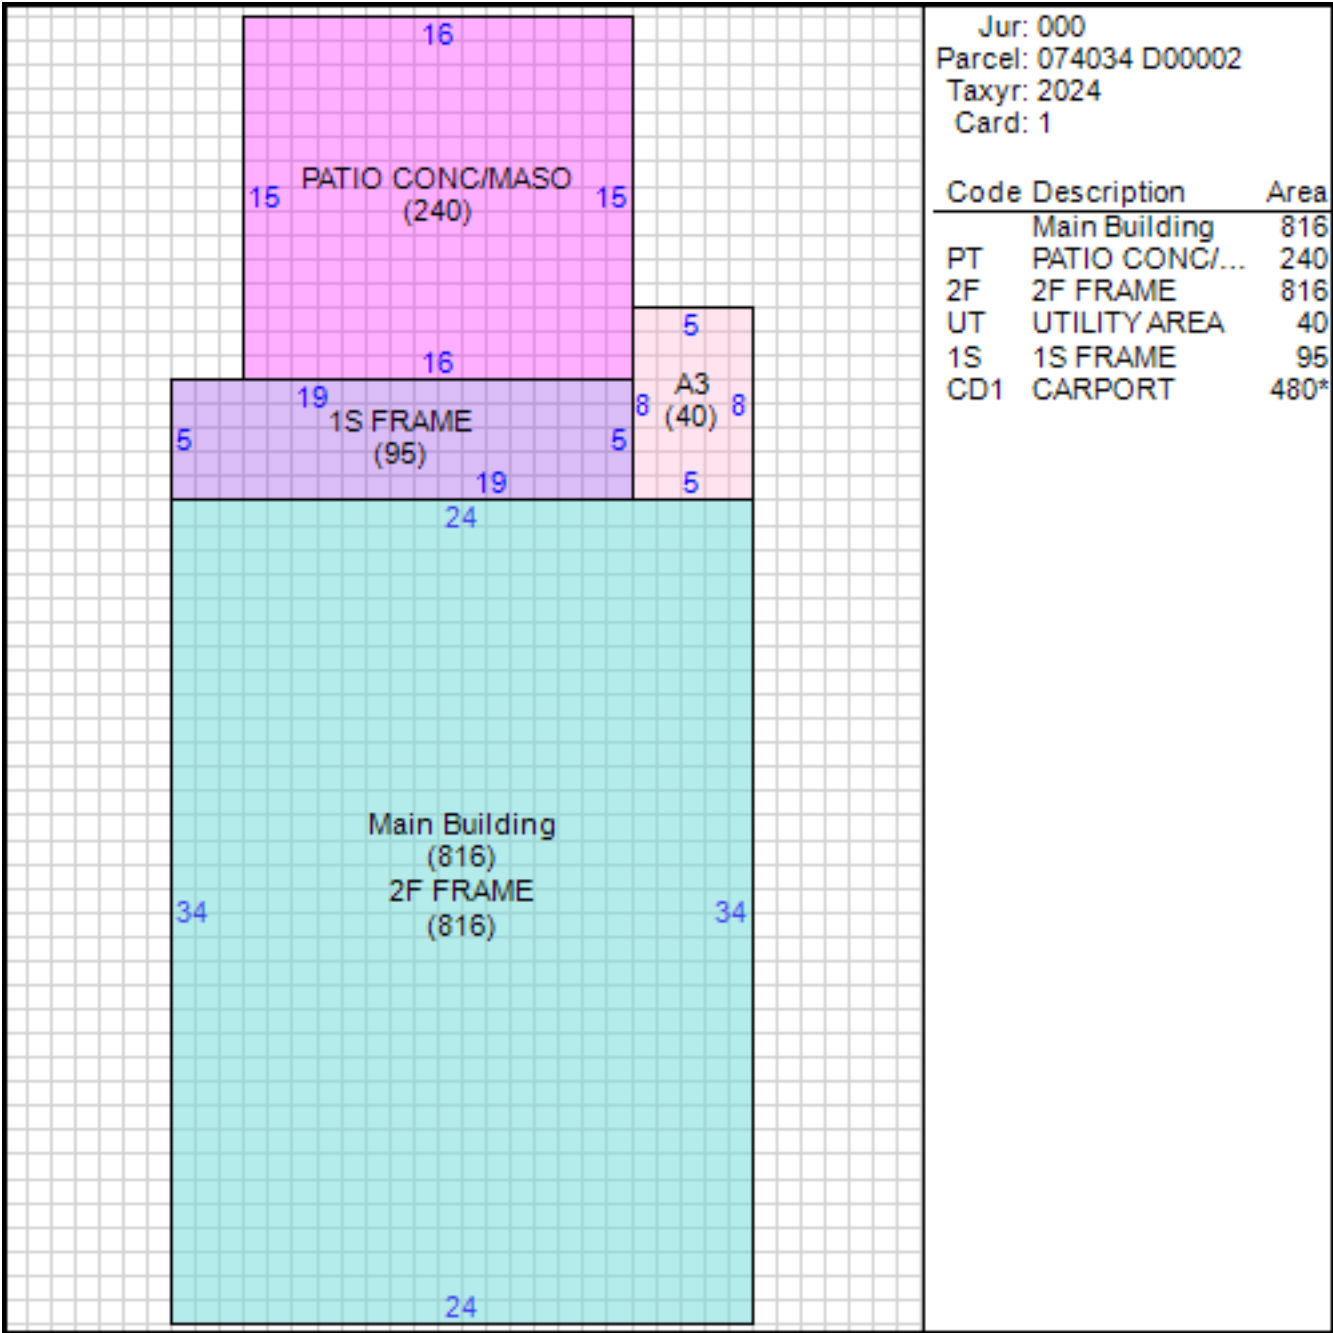 16
PATIO CONC/MASO
15
15
(240)
16
5
A3
8
8
(40)
5
19
1S FRAME
5
5
(95)
19
24
Main Building
(816)
2F FRAME
34
34
(816)
24
Jur: 000
Parcel: 074034 D00002
Taxyr: 2024
Card: 1
Code Description Area
Main Building 816
PT PATIO CONC/... 240
2F 2F FRAME 816
UT UTILITY AREA 40
1S 1S FRAME 95
CD1 CARPORT 480*